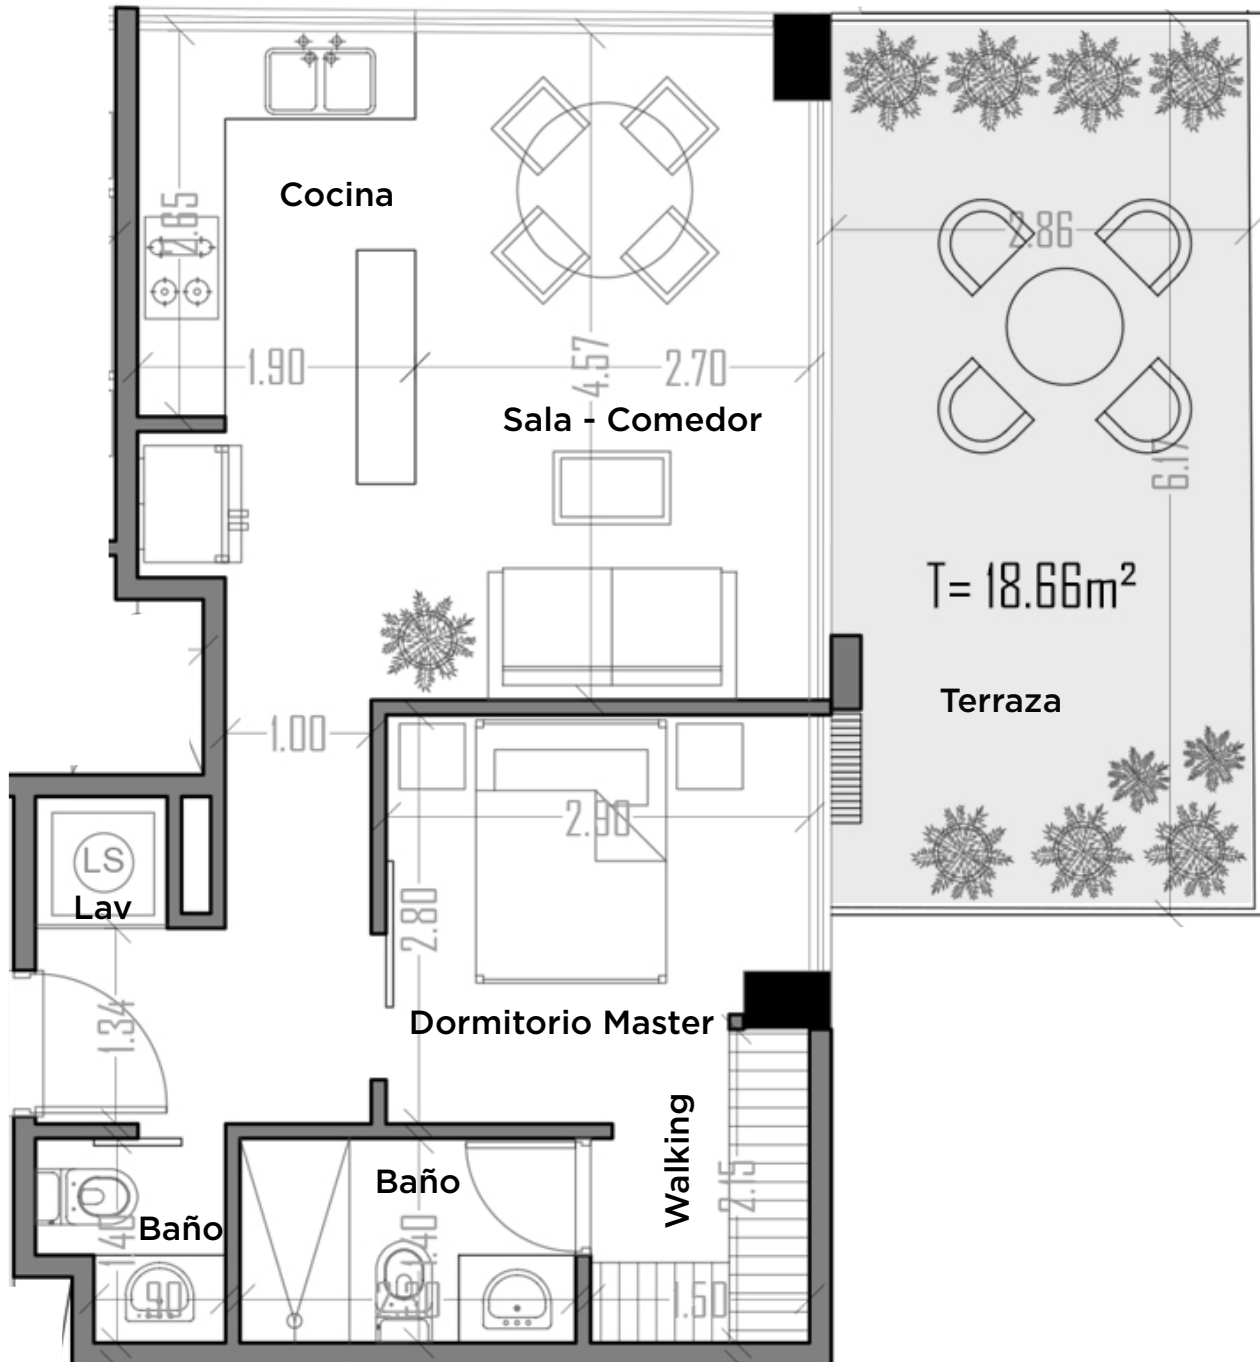 Cocina
2.65
2.86
1.90
4.57
2.70
Sala - Comedor
6.17
T= 18.66m²
Terraza
1.00
2.90
LS
Lav
2.80
1.34
Dormitorio Master
Walking
2.15
Baño
Baño
1.40
1.40
.90
1.50